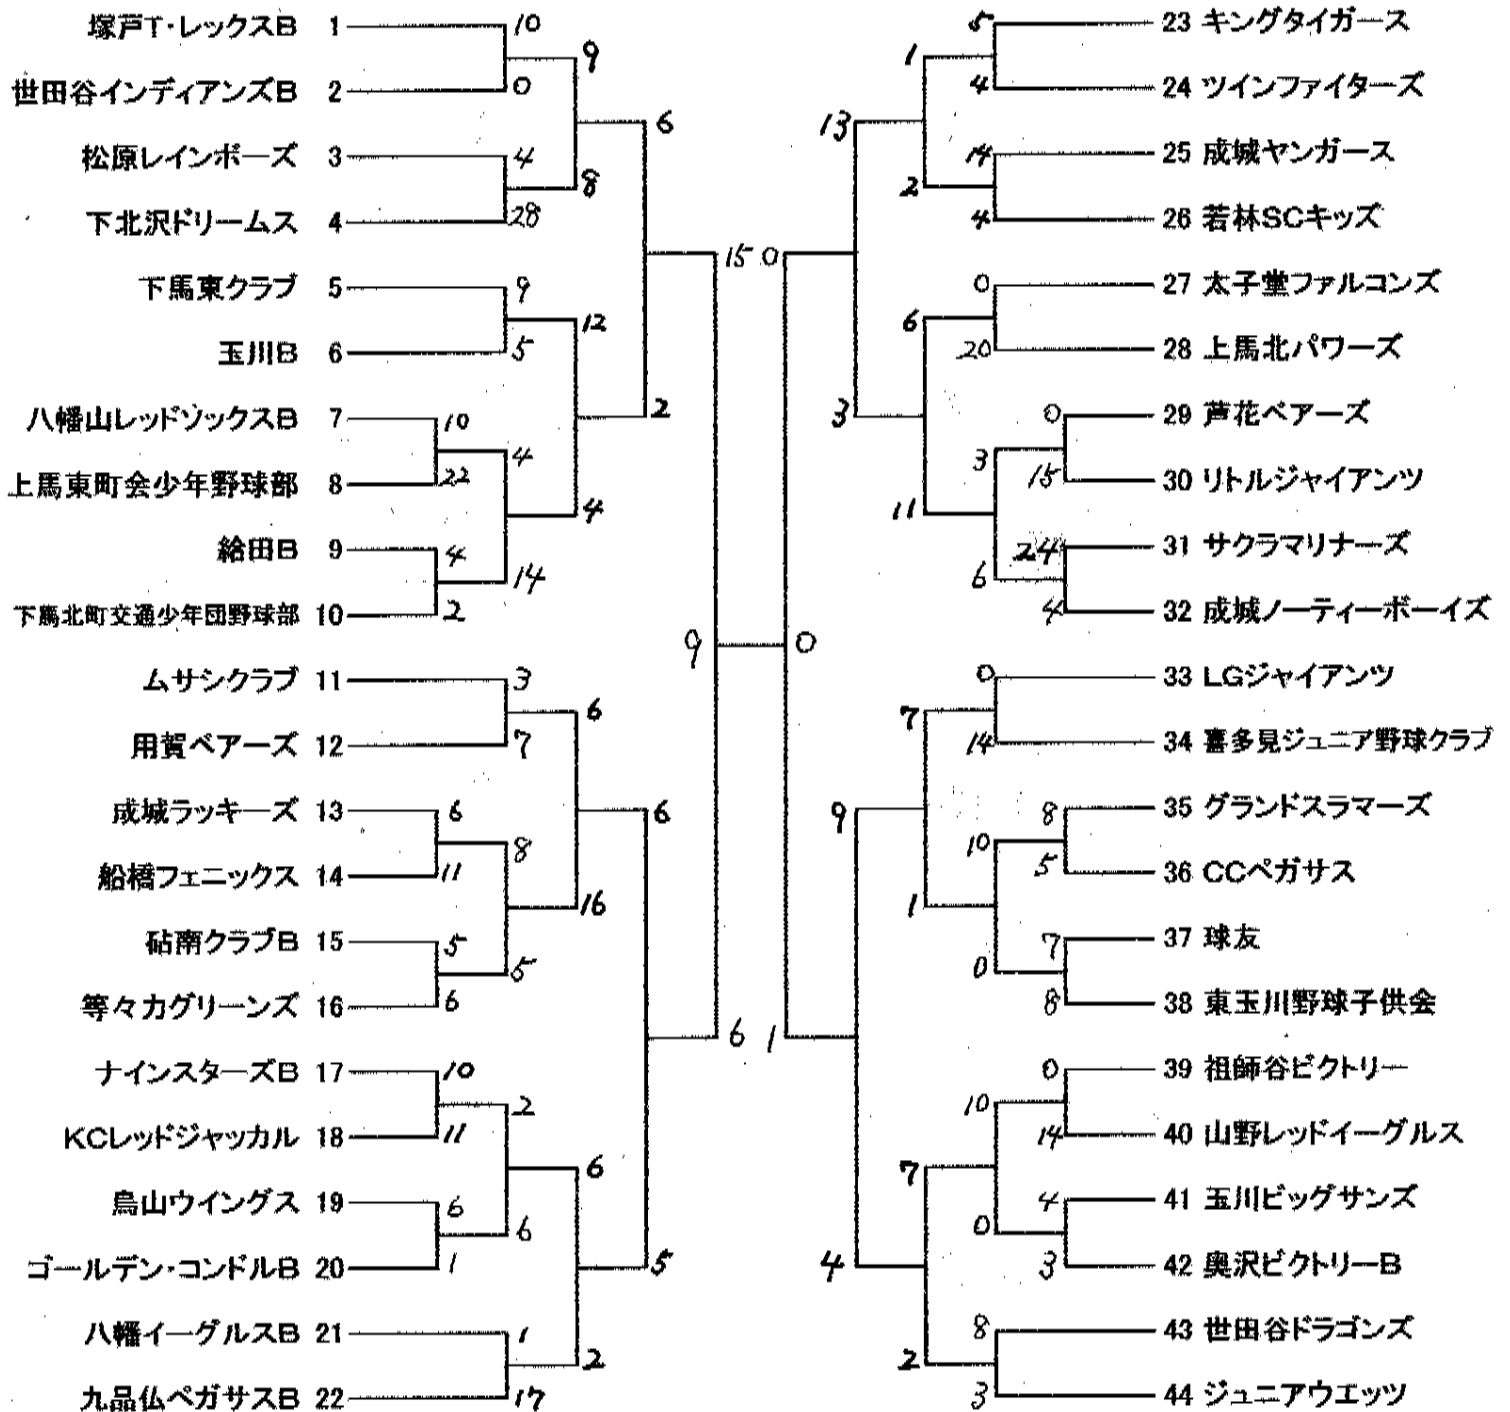 塚戸T・レックスB 1 10
9
世田谷インディアンズB 2 0
6
松原レインボーズ 3 4
8
下北沢ドリームス 4 28
15
下馬東クラブ 5 9
12
玉川B 6 5
2
八幡山レッドソックスB 7 10
4
上馬東町会少年野球部 8 22
4
給田B 9 4
14
下馬北町交通少年団野球部 10 2
9
ムサシクラブ 11 3
6
用賀ベアーズ 12 7
6
成城ラッキーズ 13 6
8
船橋フェニックス 14 11
16
砧南クラブB 15 5
5
等々力グリーンズ 16 6
6
ナインスターズB 17 10
2
KCレッドジャッカル 18 11
6
烏山ウイングス 19 6
6
ゴールデン・コンドルB 20 1
5
八幡イーグルスB 21 1
2
九品仏ペガサスB 22 17
5 23 キングタイガース
1
4 24 ツインファイターズ
13
14 25 成城ヤンガース
2
4 26 若林SCキッズ
0
0 27 太子堂ファルコンズ
6
20 28 上馬北パワーズ
3
0 29 芦花ベアーズ
3
15 30 リトルジャイアンツ
11
24 31 サクラマリナーズ
6
4 32 成城ノーティーボーイズ
0
0 33 LGジャイアンツ
7
14 34 喜多見ジュニア野球クラブ
9
8 35 グランドスラマーズ
10
5 36 CCペガサス
1
7 37 球友
0
8 38 東玉川野球子供会
1
0 39 祖師谷ビクトリー
10
14 40 山野レッドイーグルス
7
4 41 玉川ビッグサンズ
0
3 42 奥沢ビクトリーB
4
8 43 世田谷ドラゴンズ
2
3 44 ジュニアウエッツ